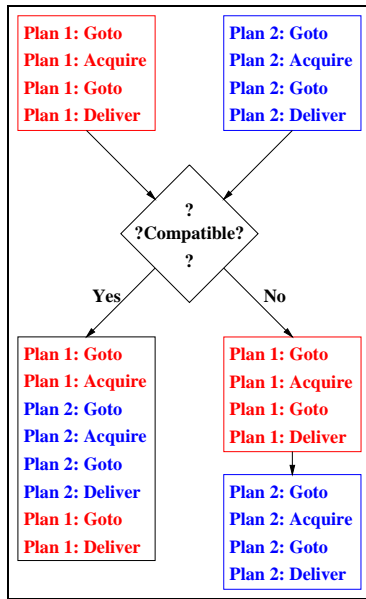 Plan 1: Goto
Plan 1: Acquire
Plan 1: Goto
Plan 1: Deliver
Plan 2: Goto
Plan 2: Acquire
Plan 2: Goto
Plan 2: Deliver
?
?Compatible?
?
Yes
No
Plan 1: Goto
Plan 1: Acquire
Plan 2: Goto
Plan 2: Acquire
Plan 2: Goto
Plan 2: Deliver
Plan 1: Goto
Plan 1: Deliver
Plan 1: Goto
Plan 1: Acquire
Plan 1: Goto
Plan 1: Deliver
Plan 2: Goto
Plan 2: Acquire
Plan 2: Goto
Plan 2: Deliver